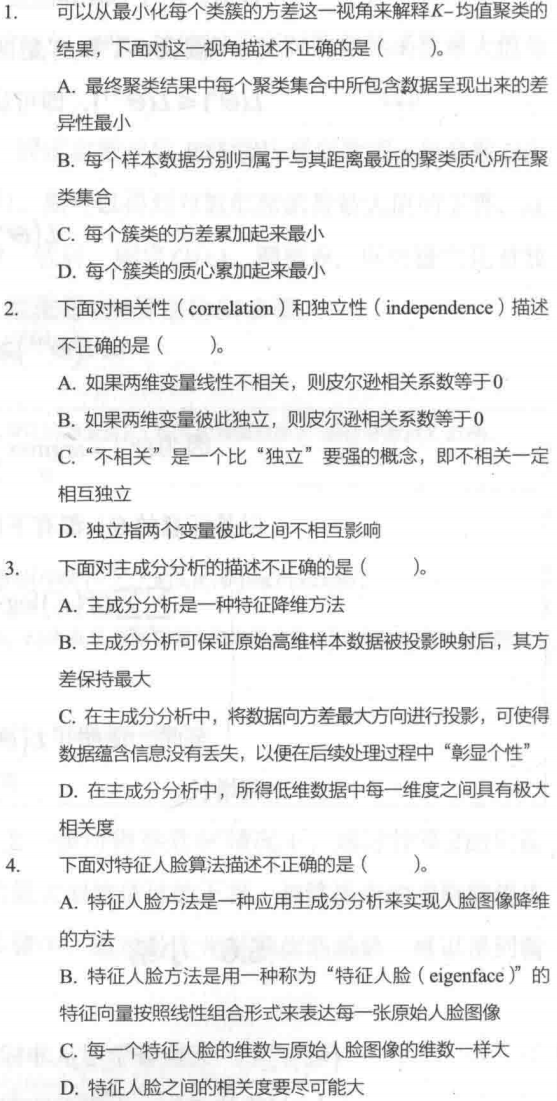 1. 可以从最小化每个类簇的方差这一视角来解释K-均值聚类的
结果，下面对这一视角描述不正确的是（　　）。
A. 最终聚类结果中每个聚类集合中所包含数据呈现出来的差
异性最小
B. 每个样本数据分别归属于与其距离最近的聚类质心所在聚
类集合
C. 每个簇类的方差累加起来最小
D. 每个簇类的质心累加起来最小
2. 下面对相关性（correlation）和独立性（independence）描述
不正确的是（　　）。
A. 如果两维变量线性不相关，则皮尔逊相关系数等于0
B. 如果两维变量彼此独立，则皮尔逊相关系数等于0
C. “不相关”是一个比“独立”要强的概念，即不相关一定
相互独立
D. 独立指两个变量彼此之间不相互影响
3. 下面对主成分分析的描述不正确的是（　　）。
A. 主成分分析是一种特征降维方法
B. 主成分分析可保证原始高维样本数据被投影映射后，其方
差保持最大
C. 在主成分分析中，将数据向方差最大方向进行投影，可使得
数据蕴含信息没有丢失，以便在后续处理过程中“彰显个性”
D. 在主成分分析中，所得低维数据中每一维度之间具有极大
相关度
4. 下面对特征人脸算法描述不正确的是（　　）。
A. 特征人脸方法是一种应用主成分分析来实现人脸图像降维
的方法
B. 特征人脸方法是用一种称为“特征人脸（eigenface）”的
特征向量按照线性组合形式来表达每一张原始人脸图像
C. 每一个特征人脸的维数与原始人脸图像的维数一样大
D. 特征人脸之间的相关度要尽可能大